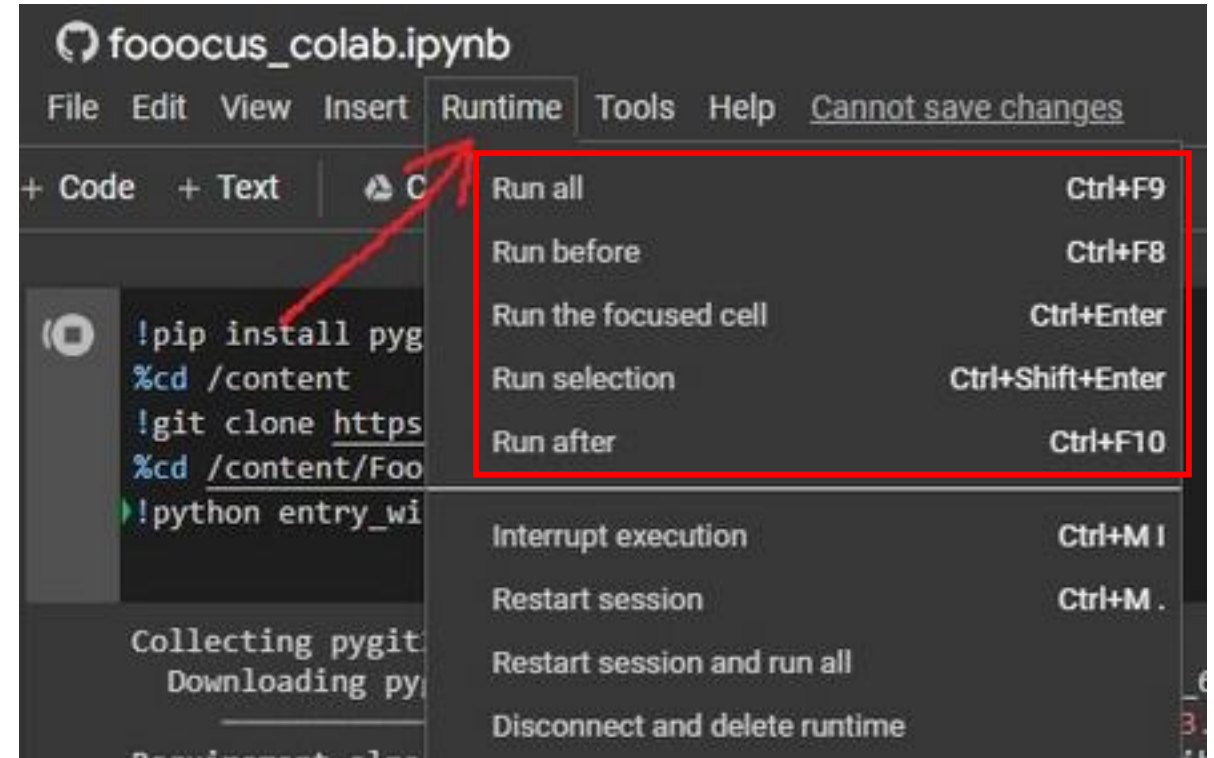 fooocus_colab.ipynb
File Edit View Insert Runtime Tools Help Cannot save changes
+ Code + Text
Run all Ctrl+F9
Run before Ctrl+F8
Run the focused cell Ctrl+Enter
Run selection Ctrl+Shift+Enter
Run after Ctrl+F10
Interrupt execution Ctrl+M I
Restart session Ctrl+M .
Restart session and run all
Disconnect and delete runtime
!pip install pyg
%cd /content
!git clone https
%cd /content/Foo
!python entry_wi
Collecting pygit
Downloading py